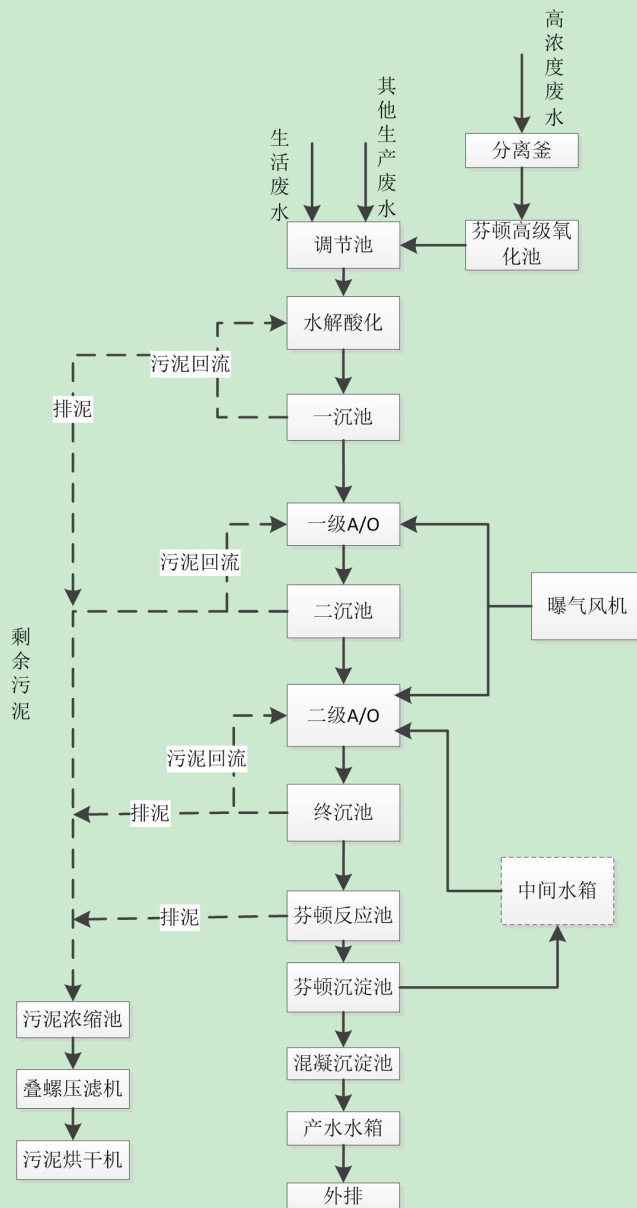 高浓度废水
其他生产废水
生活废水
分离釜
芬顿高级氧
化池
调节池
水解酸化
污泥回流
排泥
一沉池
一级A/O
污泥回流
曝气风机
二沉池
剩余污泥
二级A/O
污泥回流
排泥
终沉池
中间水箱
排泥
芬顿反应池
芬顿沉淀池
污泥浓缩池
混凝沉淀池
叠螺压滤机
产水水箱
污泥烘干机
外排